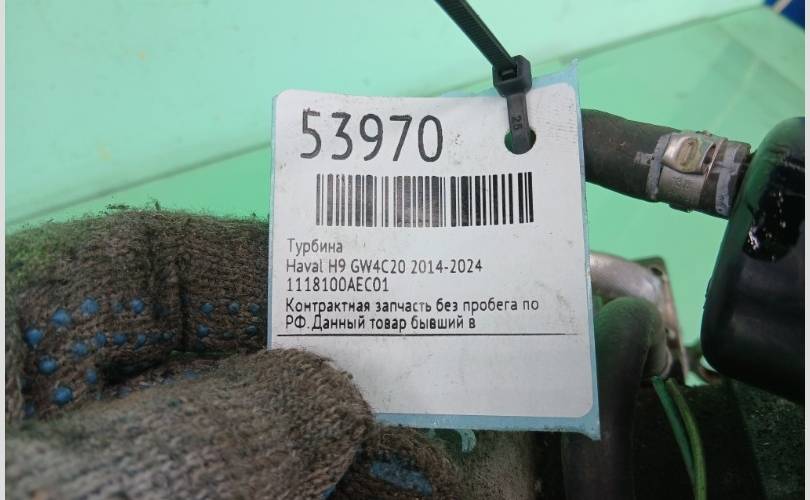 53970
Турбина
Haval H9 GW4C20 2014-2024
1118100AEC01
Контрактная запчасть без пробега по
РФ. Данный товар бывший в